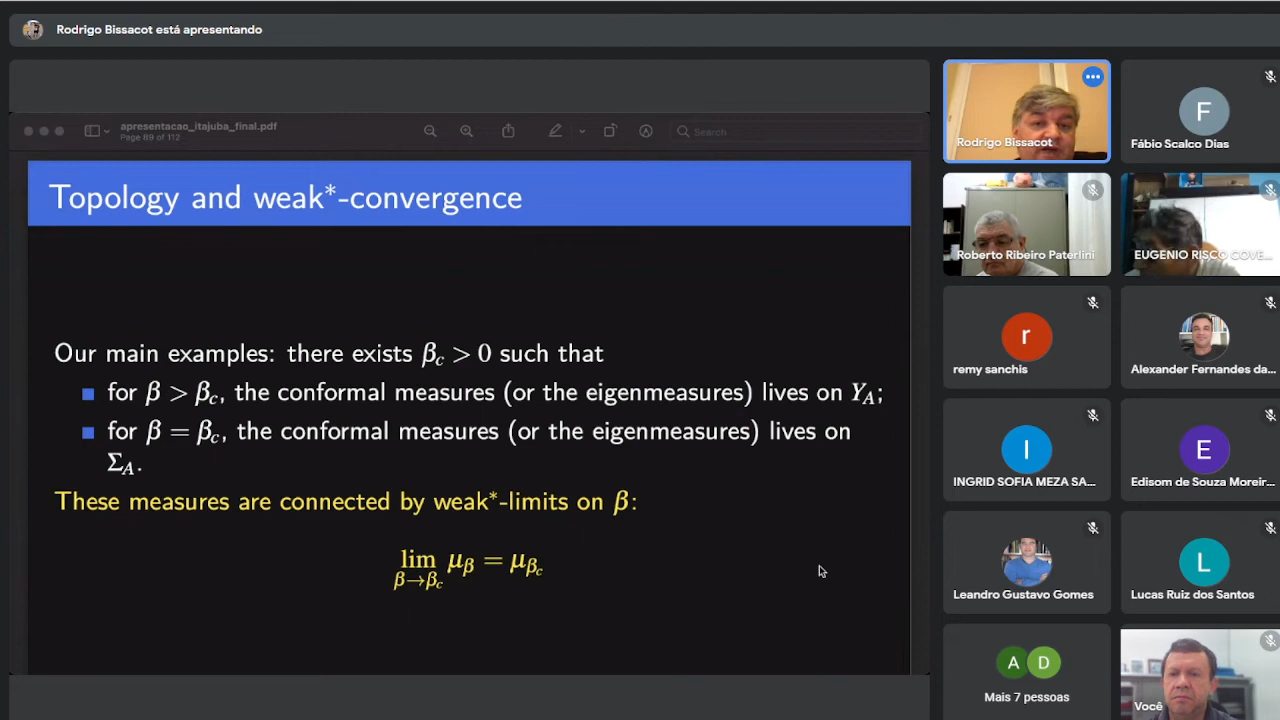 Rodrigo Bissacot está apresentando
apresentacao_itajuba_final.pdf
Page 89 of 112
Search
Topology and weak*-convergence
Our main examples: there exists β_c > 0 such that
for β > β_c, the conformal measures (or the eigenmeasures) lives on Y_A;
for β = β_c, the conformal measures (or the eigenmeasures) lives on
Σ_A.
These measures are connected by weak*-limits on β:
lim μ_β = μ_{β_c}
β→β_c
Rodrigo Bissacot
F
Fábio Scalco Dias
Roberto Ribeiro Paterlini
EUGENIO RISCO COVE...
r
remy sanchis
Alexander Fernandes da...
I
INGRID SOFIA MEZA SA...
E
Edisom de Souza Moreir...
Leandro Gustavo Gomes
L
Lucas Ruiz dos Santos
A D
Mais 7 pessoas
Você